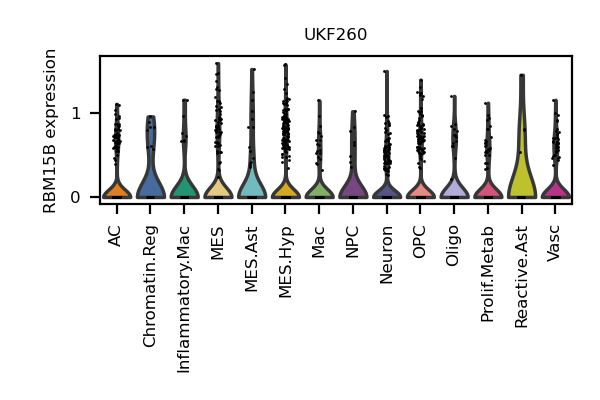 UKF260
RBM15B expression
1
0
AC
Chromatin.Reg
Inflammatory.Mac
MES
MES.Ast
MES.Hyp
Mac
NPC
Neuron
OPC
Oligo
Prolif.Metab
Reactive.Ast
Vasc